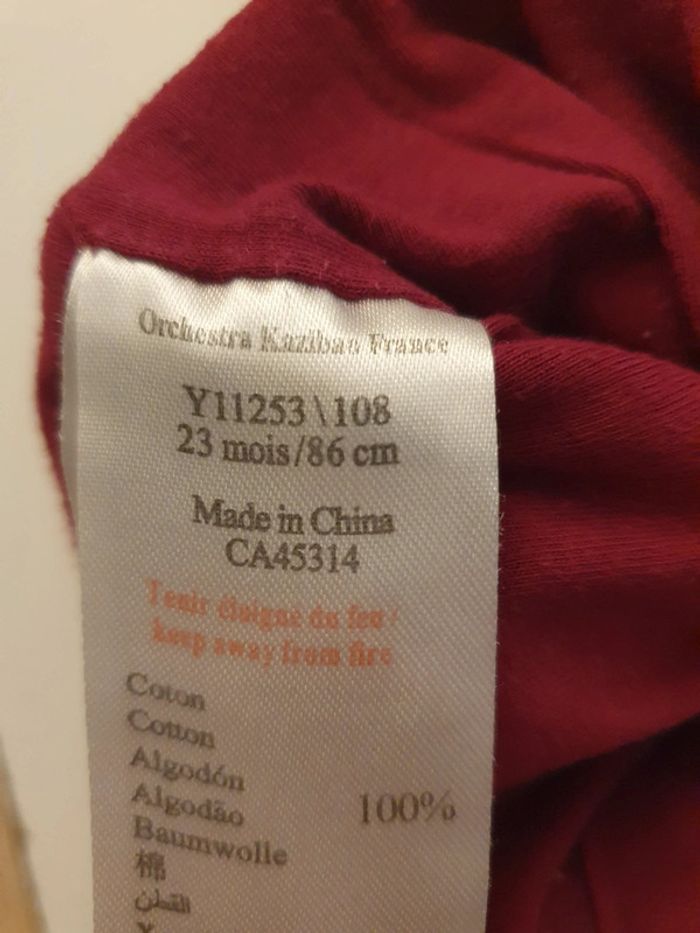 Orchestra Kazibao France
Y11253\108
23 mois/86 cm
Made in China
CA45314
Tenir éloigné du feu /
keep away from fire
Coton
Cotton
Algodón
Algodão
100%
Baumwolle
棉
القطن